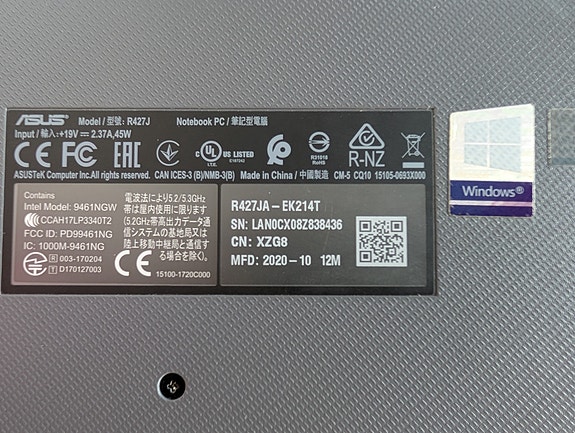 ASUS Model / 型號: R427J Notebook PC / 筆記型電腦
Input / 輸入: +19V ⎓ 2.37A, 45W
CE FC EAC c UL US LISTED I.T.E. E187243 R31018 RoHS R-NZ
ASUSTeK Computer Inc. All rights reserved. CAN ICES-3 (B)/NMB-3(B) Made in China / 中國製造 CM-5 CQ10 15105-0693X000
Contains
Intel Model: 9461NGW
CCAH17LP3340T2
FCC ID: PD99461NG
IC: 1000M-9461NG
R 003-170204
T D170127003
電波法により5.2/5.3GHz
帯は屋内使用に限ります
(5.2GHz帯高出力データ通
信システムの基地局又は
陸上移動中継局と通信す
る場合を除く)。
CE
15100-1720C000
R427JA-EK214T
SN: LAN0CX08Z838436
CN: XZG8
MFD: 2020-10 12M
Windows®